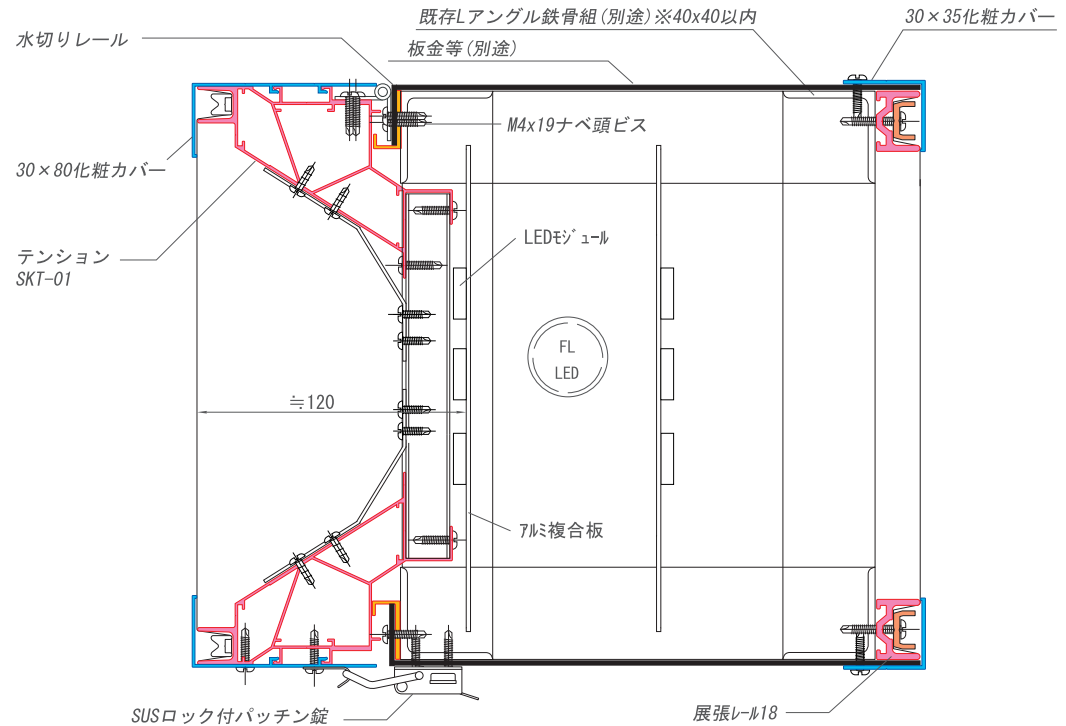 既存Lアングル鉄骨組(別途)※40x40以内
30×35化粧カバー
水切りレール
板金等(別途)
M4x19ナベ頭ビス
30×80化粧カバー
テンション
SKT-01
LEDﾓｼﾞｭｰﾙ
FL
LED
≒120
ｱﾙﾐ複合板
SUSロック付パッチン錠
展張ﾚｰﾙ18